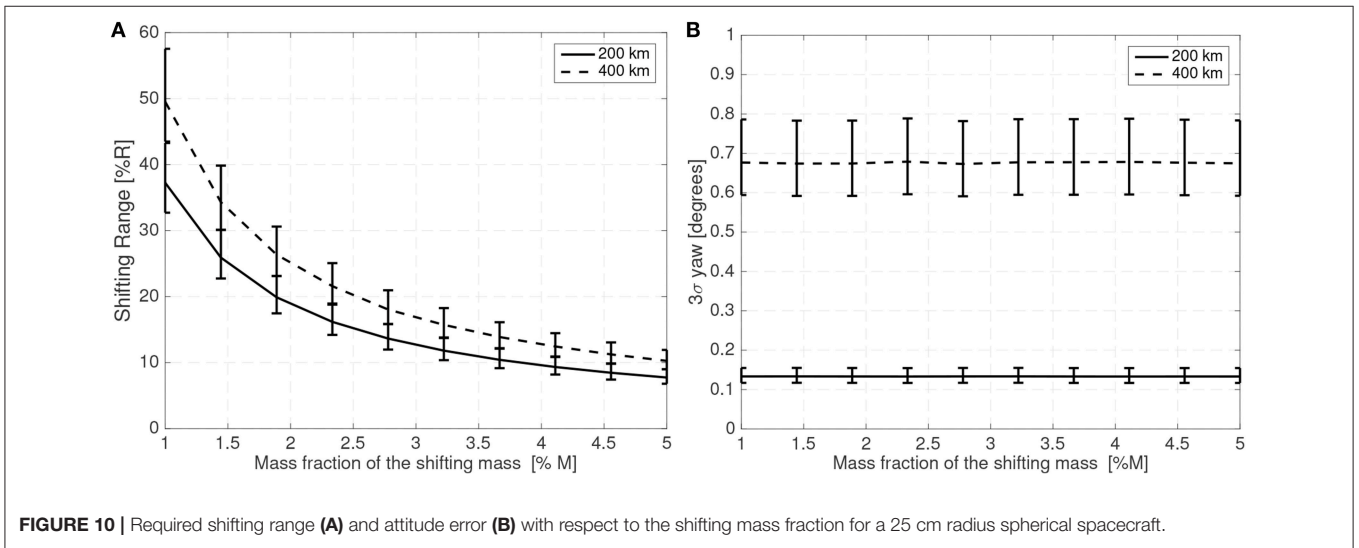 A
60
50
40
30
20
10
0
Shifting Range [%R]
200 km
400 km
1 1.5 2 2.5 3 3.5 4 4.5 5
Mass fraction of the shifting mass [% M]
B
1
0.9
0.8
0.7
0.6
0.5
0.4
0.3
0.2
0.1
0
3σ yaw [degrees]
200 km
400 km
1 1.5 2 2.5 3 3.5 4 4.5 5
Mass fraction of the shifting mass [%M]
FIGURE 10 | Required shifting range (A) and attitude error (B) with respect to the shifting mass fraction for a 25 cm radius spherical spacecraft.